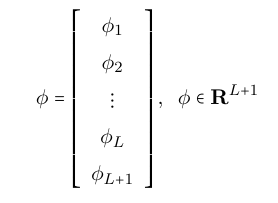 ϕ = [ ϕ₁
ϕ₂
⋮
ϕ_L
ϕ_{L+1} ], ϕ ∈ 𝐑^{L+1}